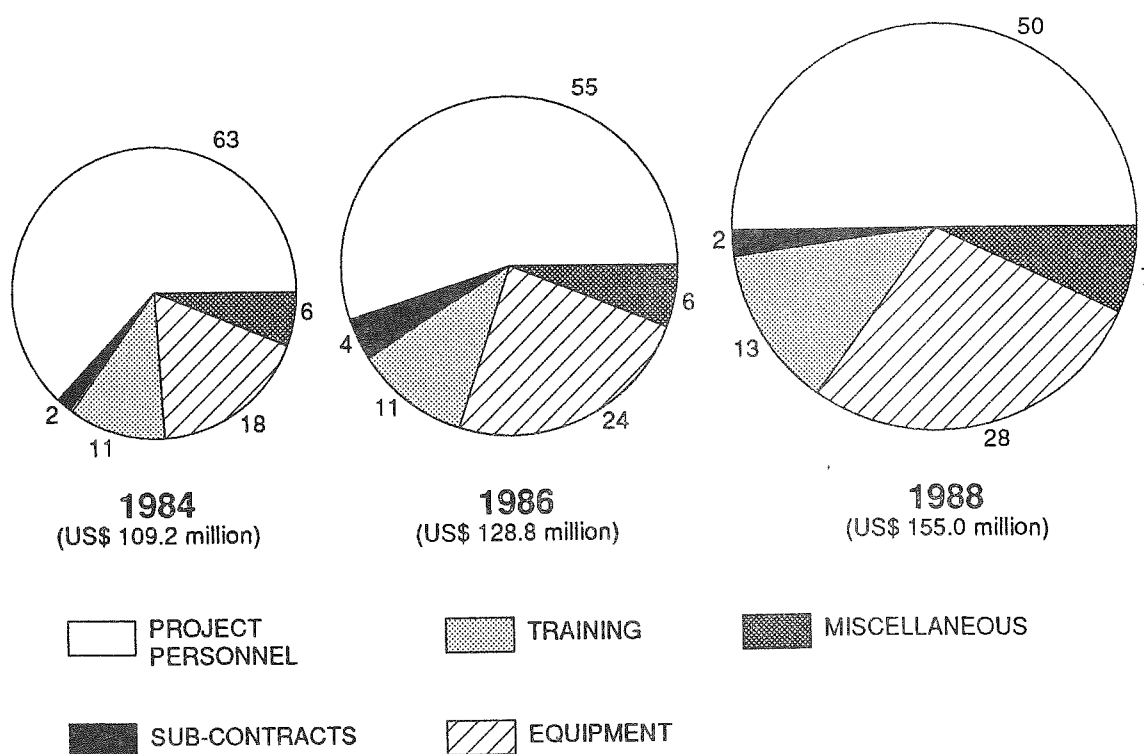 63
2
11
18
6
1984
(US$ 109.2 million)
55
4
11
24
6
1986
(US$ 128.8 million)
50
2
13
28
1988
(US$ 155.0 million)
PROJECT
PERSONNEL
TRAINING
MISCELLANEOUS
SUB-CONTRACTS
EQUIPMENT